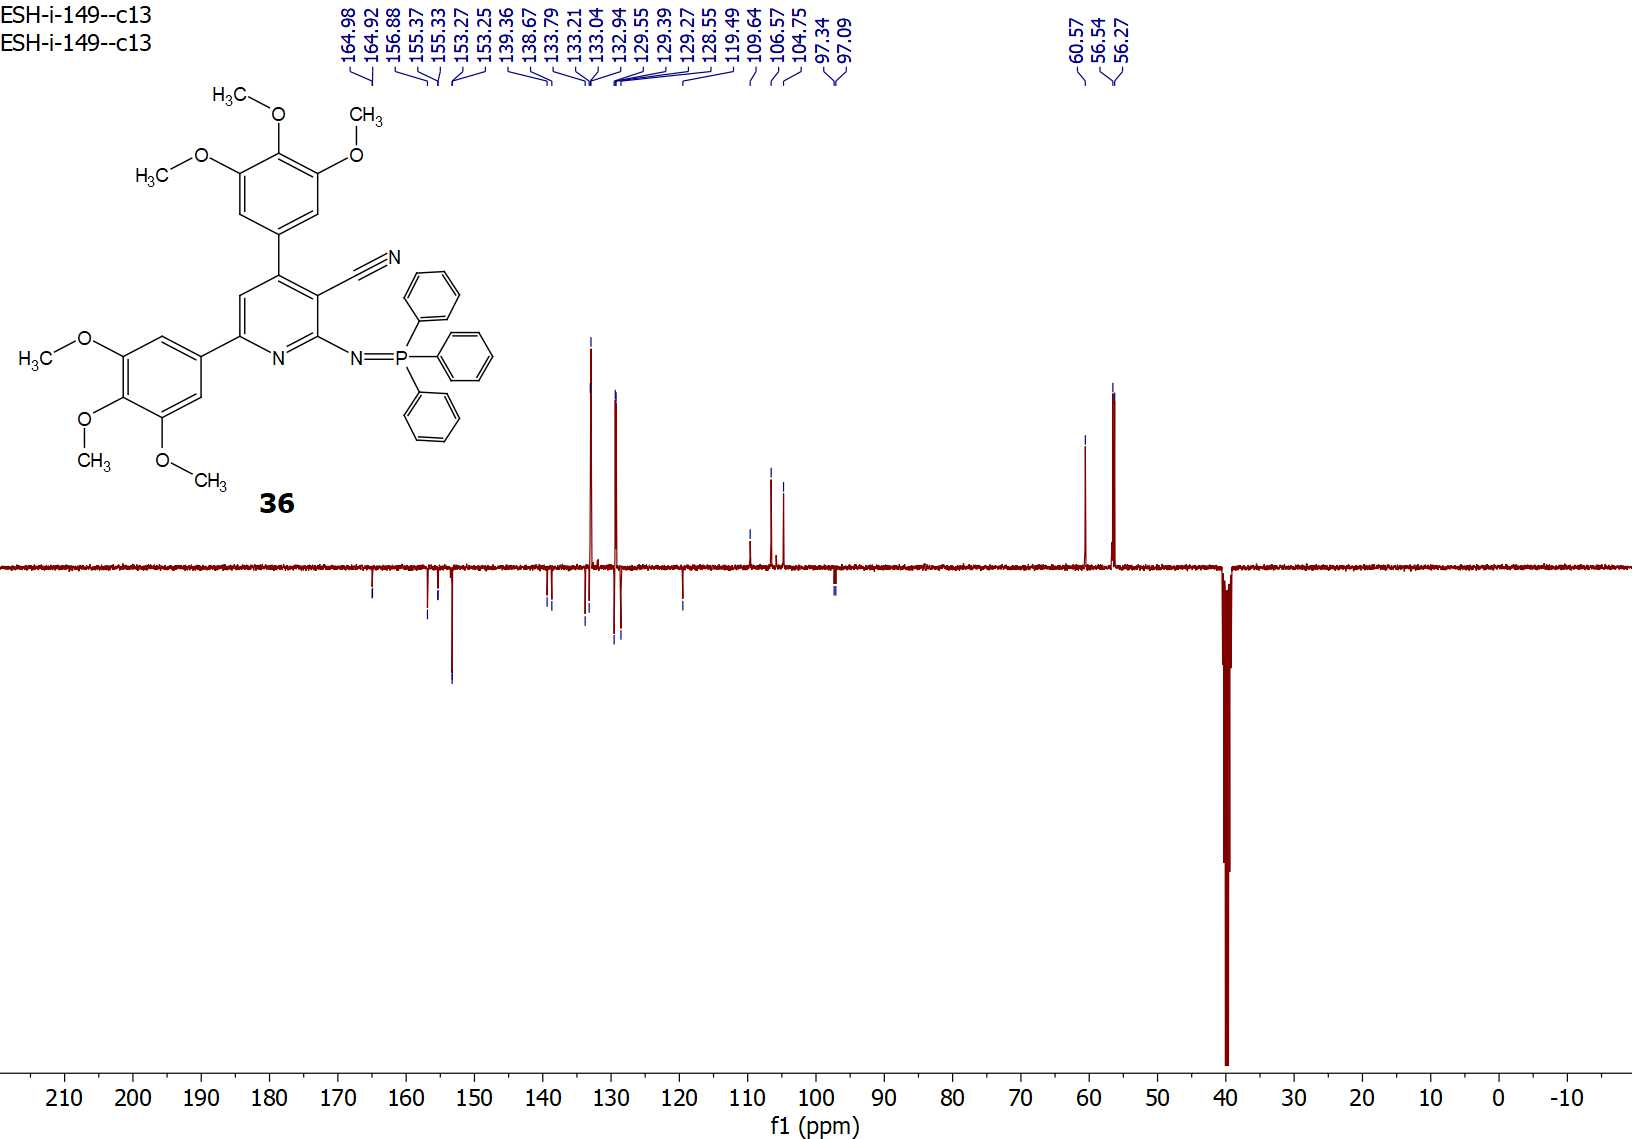 ESH-i-149--c13
ESH-i-149--c13
164.98
164.92
156.88
155.37
155.33
153.27
153.25
139.36
138.67
133.79
133.21
133.04
132.94
129.55
129.39
129.27
128.55
119.49
109.64
106.57
104.75
97.34
97.09
60.57
56.54
56.27
H3C
O
CH3
O
O
H3C
N
O
H3C
N
N
P
O
CH3
O
CH3
36
210 200 190 180 170 160 150 140 130 120 110 100 90 80 70 60 50 40 30 20 10 0 -10
f1 (ppm)